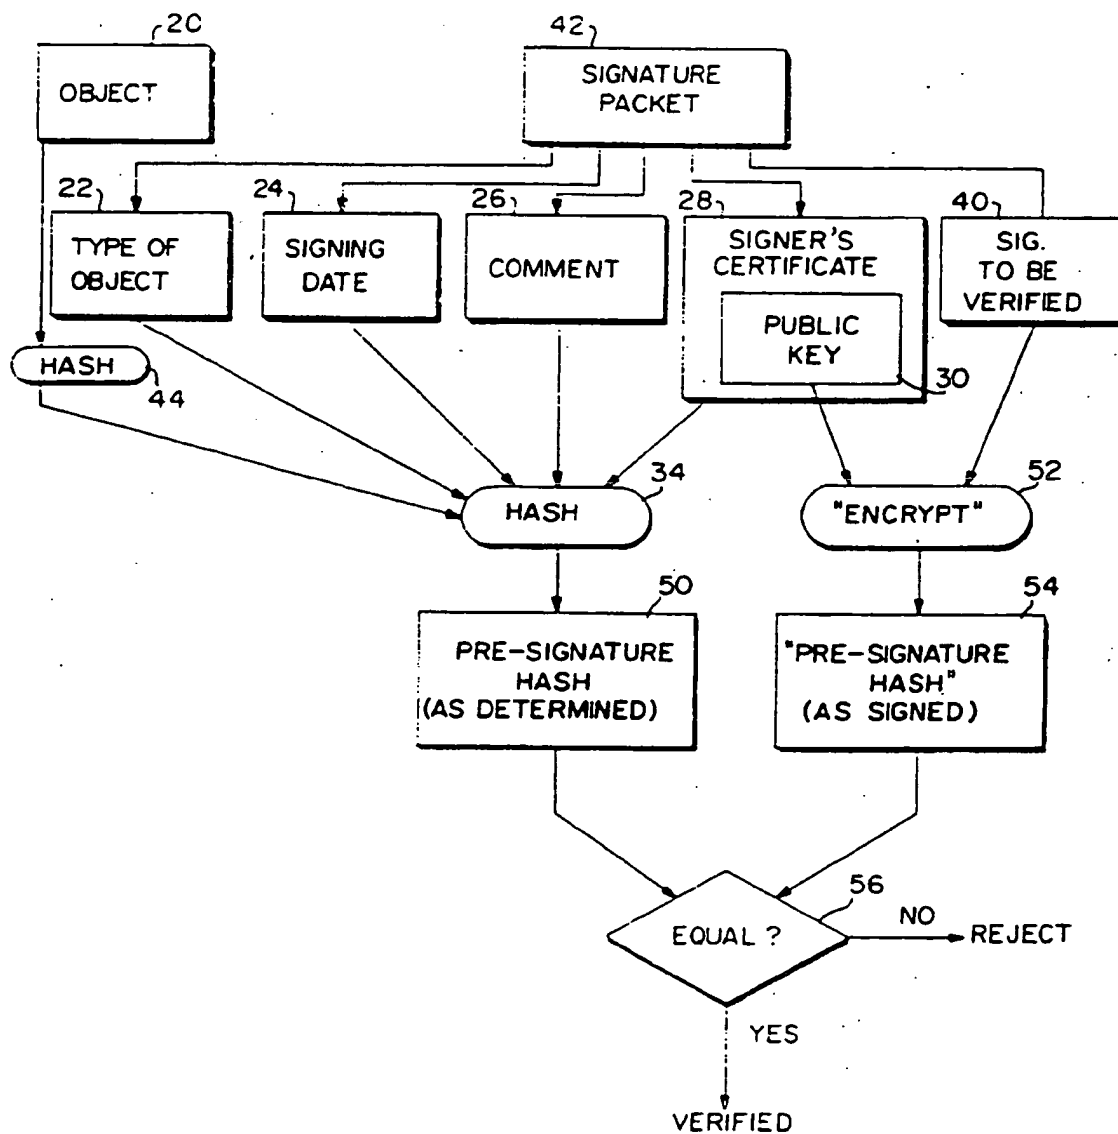 20
OBJECT
42
SIGNATURE
PACKET
22
TYPE OF
OBJECT
24
SIGNING
DATE
26
COMMENT
28
SIGNER'S
CERTIFICATE
PUBLIC
KEY
30
40
SIG.
TO BE
VERIFIED
HASH
44
HASH
34
"ENCRYPT"
52
50
PRE-SIGNATURE
HASH
(AS DETERMINED)
54
"PRE-SIGNATURE
HASH"
(AS SIGNED)
EQUAL ?
56
NO
REJECT
YES
VERIFIED